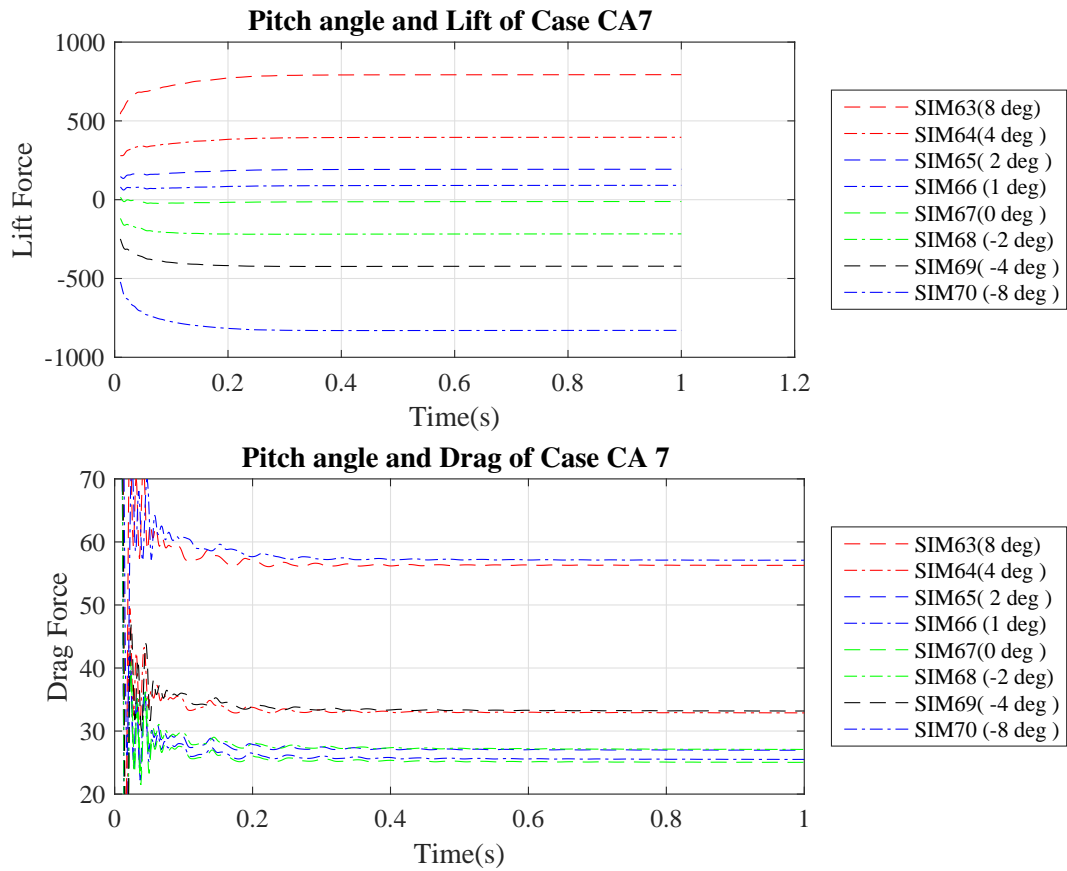 Pitch angle and Lift of Case CA7
1000
500
0
-500
-1000
Lift Force
0 0.2 0.4 0.6 0.8 1 1.2
Time(s)
SIM63(8 deg)
SIM64(4 deg )
SIM65( 2 deg )
SIM66 (1 deg)
SIM67(0 deg )
SIM68 (-2 deg)
SIM69( -4 deg )
SIM70 (-8 deg )
Pitch angle and Drag of Case CA 7
70
60
50
40
30
20
Drag Force
0 0.2 0.4 0.6 0.8 1
Time(s)
SIM63(8 deg)
SIM64(4 deg )
SIM65( 2 deg )
SIM66 (1 deg)
SIM67(0 deg )
SIM68 (-2 deg)
SIM69( -4 deg )
SIM70 (-8 deg )